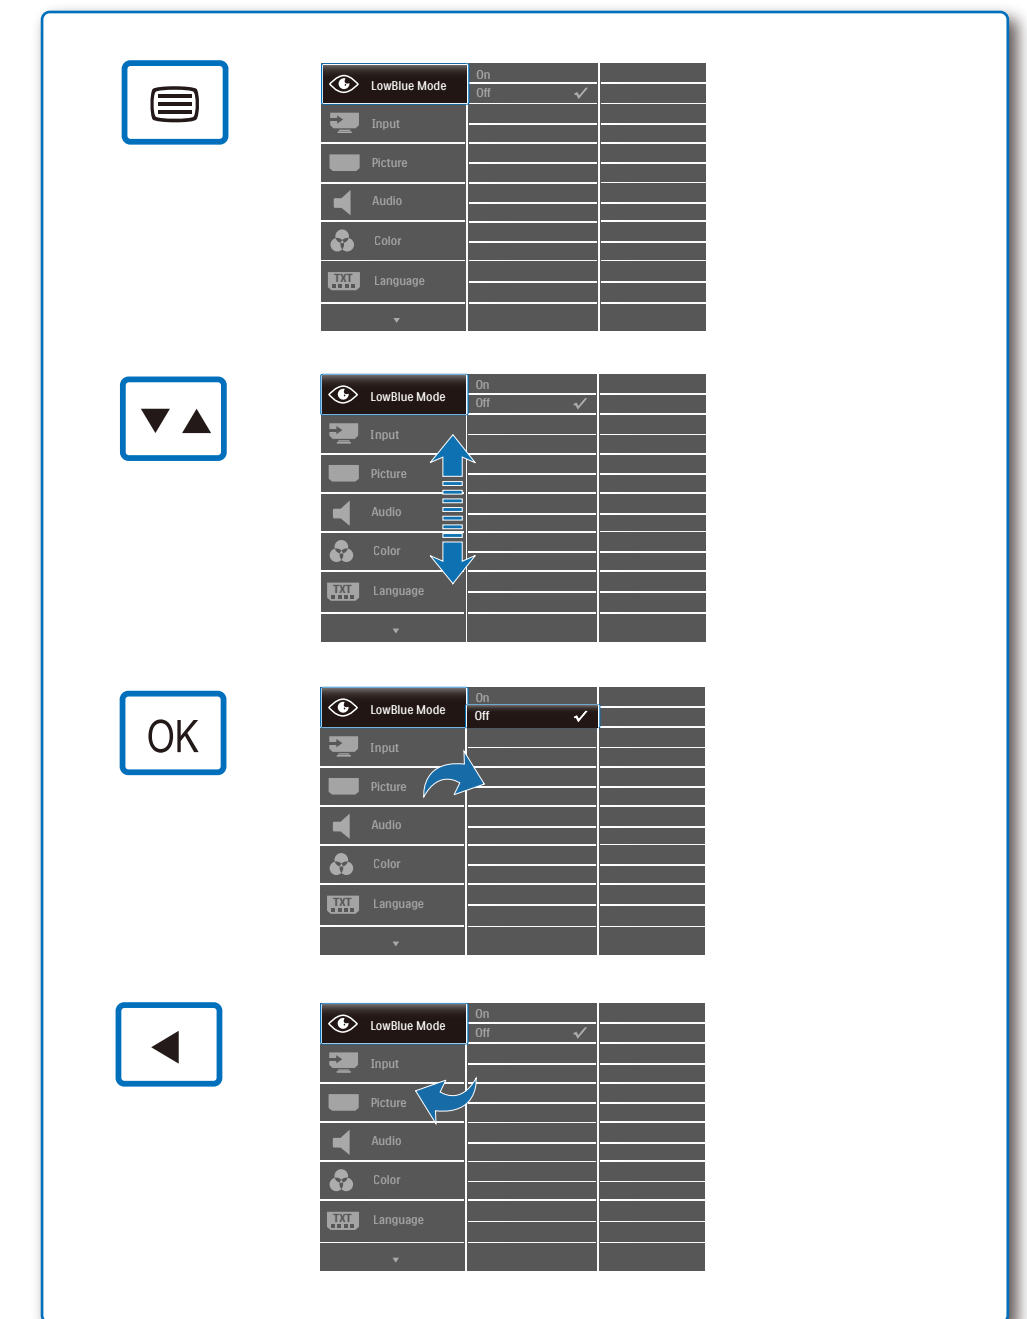 On
LowBlue Mode
Off
Input
Picture
Audio
Color
TXT
Language
On
LowBlue Mode
Off
Input
Picture
Audio
Color
TXT
Language
OK
On
LowBlue Mode
Off
Input
Picture
Audio
Color
TXT
Language
On
LowBlue Mode
Off
Input
Picture
Audio
Color
TXT
Language